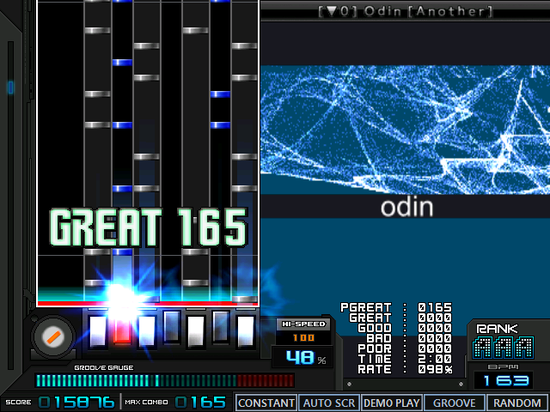 [▼0] Odin [Another]
0
odin
GREAT 165
PGREAT : 0165
GREAT : 0000
GOOD : 0000
BAD : 0000
POOR : 0000
TIME : 2:00
RATE : 098%
RANK
AAA
BPM
163
HI-SPEED
100
48 %
GROOVE GAUGE
SCORE 015876 MAX COMBO 0165
CONSTANT AUTO SCR DEMO PLAY GROOVE RANDOM